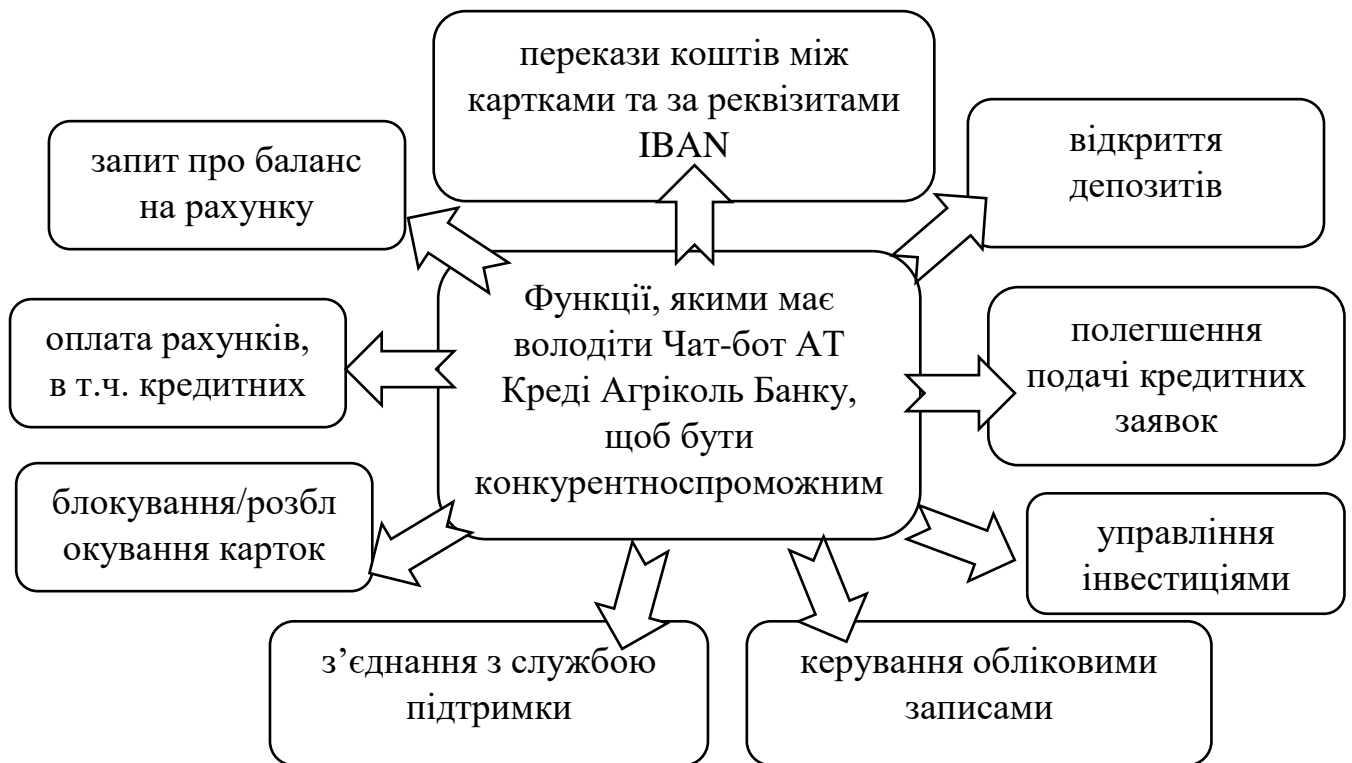 перекази коштів між
картками та за реквізитами
IBAN
запит про баланс
на рахунку
відкриття
депозитів
Функції, якими має
володіти Чат-бот АТ
Креді Агріколь Банку,
щоб бути
конкурентноспроможним
оплата рахунків,
в т.ч. кредитних
полегшення
подачі кредитних
заявок
блокування/розбл
окування карток
управління
інвестиціями
з’єднання з службою
підтримки
керування обліковими
записами